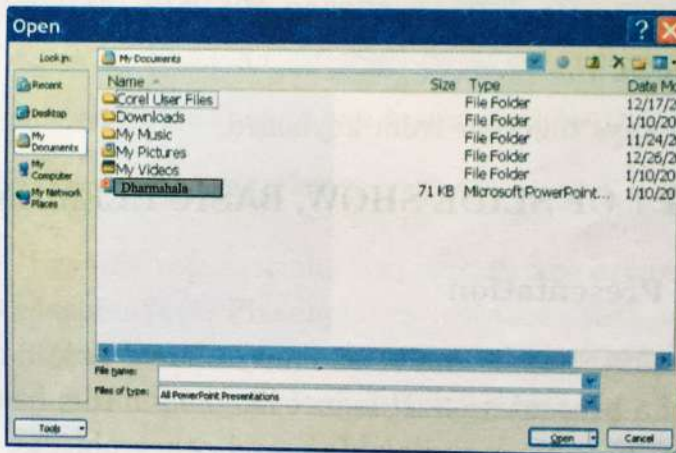 Open
Look in: My Documents
Name Size Type Date Mo
Recent
Desktop
My Documents
My Computer
My Network Places
Corel User Files File Folder 12/17/2
Downloads File Folder 1/10/20
My Music File Folder 11/24/2
My Pictures File Folder 12/26/2
My Videos File Folder 1/10/20
Dharmshala 71 KB Microsoft PowerPoint... 1/10/20
File name:
Files of type: All PowerPoint Presentations
Tools Open Cancel